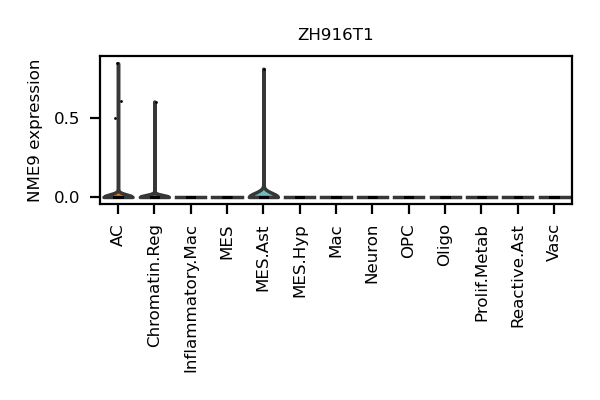 ZH916T1
NME9 expression
0.5
0.0
AC
Chromatin.Reg
Inflammatory.Mac
MES
MES.Ast
MES.Hyp
Mac
Neuron
OPC
Oligo
Prolif.Metab
Reactive.Ast
Vasc